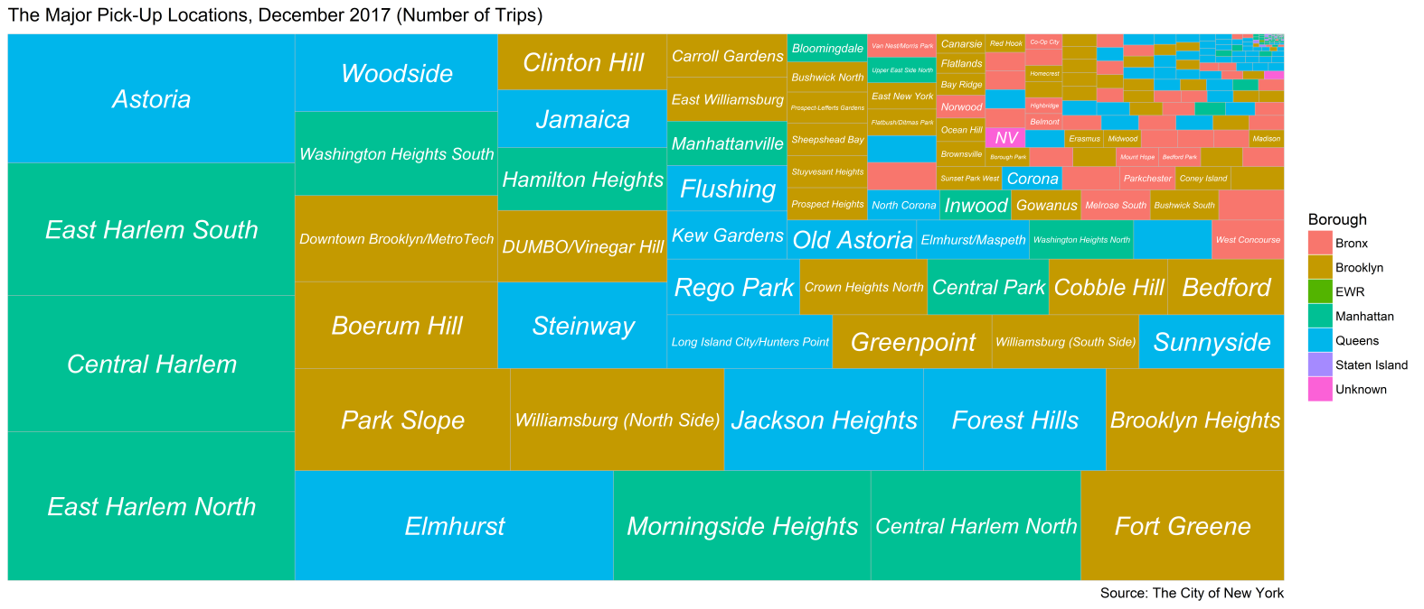 The Major Pick-Up Locations, December 2017 (Number of Trips)
Astoria
East Harlem South
Central Harlem
East Harlem North
Woodside
Washington Heights South
Downtown Brooklyn/MetroTech
Boerum Hill
Clinton Hill
Jamaica
Hamilton Heights
DUMBO/Vinegar Hill
Steinway
Park Slope
Williamsburg (North Side)
Jackson Heights
Forest Hills
Brooklyn Heights
Elmhurst
Morningside Heights
Central Harlem North
Fort Greene
Carroll Gardens
East Williamsburg
Manhattanville
Flushing
Kew Gardens
Rego Park
Crown Heights North
Central Park
Cobble Hill
Bedford
Long Island City/Hunters Point
Greenpoint
Williamsburg (South Side)
Sunnyside
Bloomingdale
Bushwick North
Prospect-Lefferts Gardens
Sheepshead Bay
Stuyvesant Heights
Prospect Heights
Old Astoria
Elmhurst/Maspeth
Washington Heights North
West Concourse
Van Nest/Morris Park
Upper East Side North
East New York
Flatbush/Ditmas Park
North Corona
Inwood
Gowanus
Melrose South
Bushwick South
Canarsie
Flatlands
Bay Ridge
Norwood
Ocean Hill
Brownsville
Sunset Park West
Corona
Parkchester
Coney Island
Red Hook
NV
Borough Park
Mount Hope
Bedford Park
Co-Op City
Homecrest
Highbridge
Belmont
Erasmus
Midwood
Madison
Borough
Bronx
Brooklyn
EWR
Manhattan
Queens
Staten Island
Unknown
Source: The City of New York